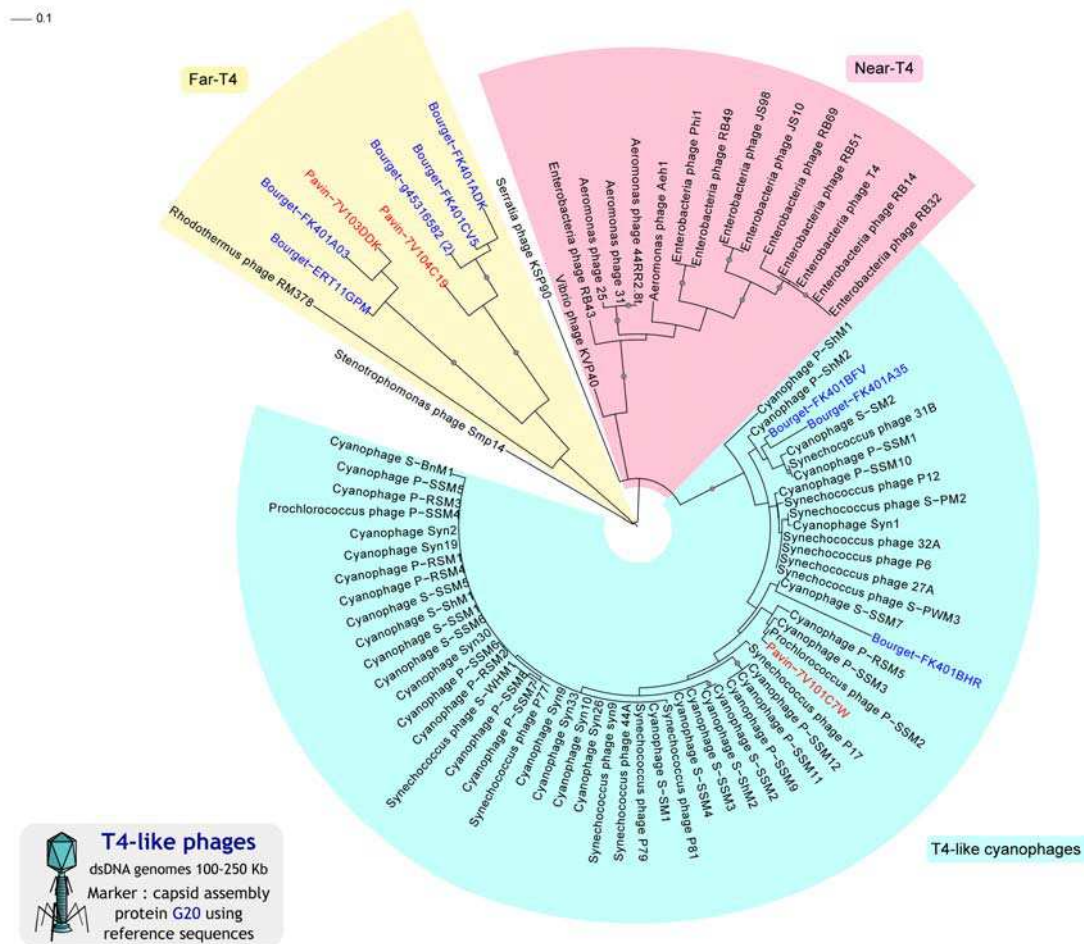 0.1
Far-T4
Near-T4
Rhodothermus phage RM378
Bourget-FK401A03
Bourget-ERT11GPM
Pavin-7V103DDK
Pavin-7V104C19
Bourget-g45316582 (2)
Bourget-FK401CV5
Bourget-FK401ADK
Stenotrophomonas phage Smp14
Serratia phage KSP90
Vibrio phage KVP40
Enterobacteria phage RB43
Aeromonas phage 25
Aeromonas phage 31
Aeromonas phage 44RR2.8t
Aeromonas phage Aeh1
Enterobacteria phage Phi1
Enterobacteria phage RB49
Enterobacteria phage JS98
Enterobacteria phage JS10
Enterobacteria phage RB69
Enterobacteria phage RB51
Enterobacteria phage T4
Enterobacteria phage RB14
Enterobacteria phage RB32
Cyanophage P-ShM1
Cyanophage P-ShM2
Bourget-FK401BFV
Bourget-FK401A35
Cyanophage S-SM2
Synechococcus phage 31B
Cyanophage P-SSM1
Cyanophage P-SSM10
Synechococcus phage P12
Synechococcus phage S-PM2
Cyanophage Syn1
Synechococcus phage 32A
Synechococcus phage P6
Synechococcus phage 27A
Synechococcus phage S-PWM3
Cyanophage S-SSM7
Bourget-FK401BHR
Cyanophage P-RSM5
Cyanophage P-SSM3
Prochlorococcus phage P-SSM2
Pavin-7V101C7W
Synechococcus phage P17
Cyanophage P-SSM12
Cyanophage P-SSM11
Cyanophage P-SSM9
Cyanophage S-SSM2
Cyanophage S-ShM2
Cyanophage S-SSM3
Cyanophage S-SSM4
Synechococcus phage P81
Cyanophage S-SM1
Synechococcus phage P79
Synechococcus phage 44A
Synechococcus phage syn9
Cyanophage Syn26
Cyanophage Syn10
Cyanophage Syn33
Cyanophage Syn9
Synechococcus phage P77
Cyanophage P-SSM7
Cyanophage P-SSM8
Synechococcus phage S-WHM1
Cyanophage P-RSM2
Cyanophage P-SSM6
Cyanophage Syn30
Cyanophage S-SSM6
Cyanophage S-SSM1
Cyanophage S-ShM1
Cyanophage S-SSM5
Cyanophage P-RSM4
Cyanophage P-RSM1
Cyanophage Syn19
Cyanophage Syn2
Prochlorococcus phage P-SSM4
Cyanophage P-RSM3
Cyanophage P-SSM5
Cyanophage S-BnM1
T4-like cyanophages
T4-like phages
dsDNA genomes 100-250 Kb
Marker : capsid assembly
protein G20 using
reference sequences